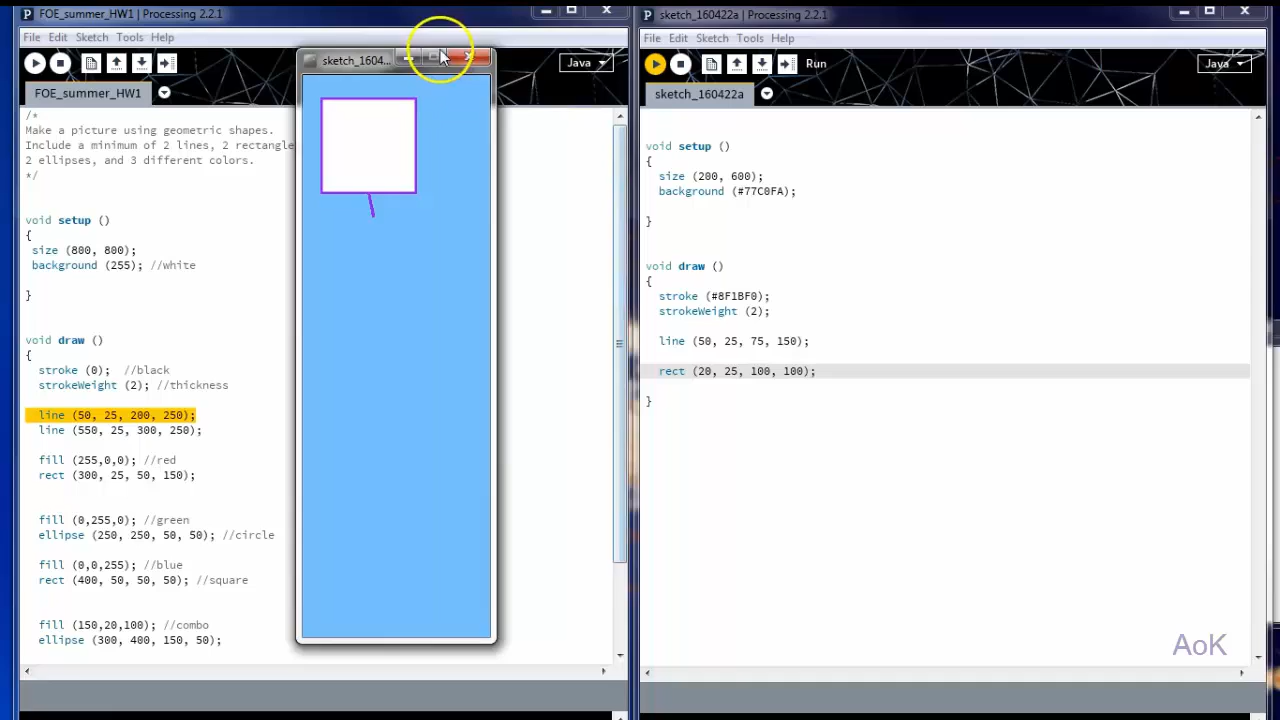 FOE_summer_HW1 | Processing 2.2.1
File Edit Sketch Tools Help
Java
FOE_summer_HW1
/*
Make a picture using geometric shapes.
Include a minimum of 2 lines, 2 rectangle
2 ellipses, and 3 different colors.
*/
void setup ()
{
size (800, 800);
background (255); //white
}
void draw ()
{
stroke (0);  //black
strokeWeight (2); //thickness
line (50, 25, 200, 250);
line (550, 25, 300, 250);
fill (255,0,0); //red
rect (300, 25, 50, 150);
fill (0,255,0); //green
ellipse (250, 250, 50, 50); //circle
fill (0,0,255); //blue
rect (400, 50, 50, 50); //square
fill (150,20,100); //combo
ellipse (300, 400, 150, 50);
sketch_1604...
sketch_160422a | Processing 2.2.1
File Edit Sketch Tools Help
Run
Java
sketch_160422a
void setup ()
{
size (200, 600);
background (#77C0FA);
}
void draw ()
{
stroke (#8F1BF0);
strokeWeight (2);
line (50, 25, 75, 150);
rect (20, 25, 100, 100);
}
AoK